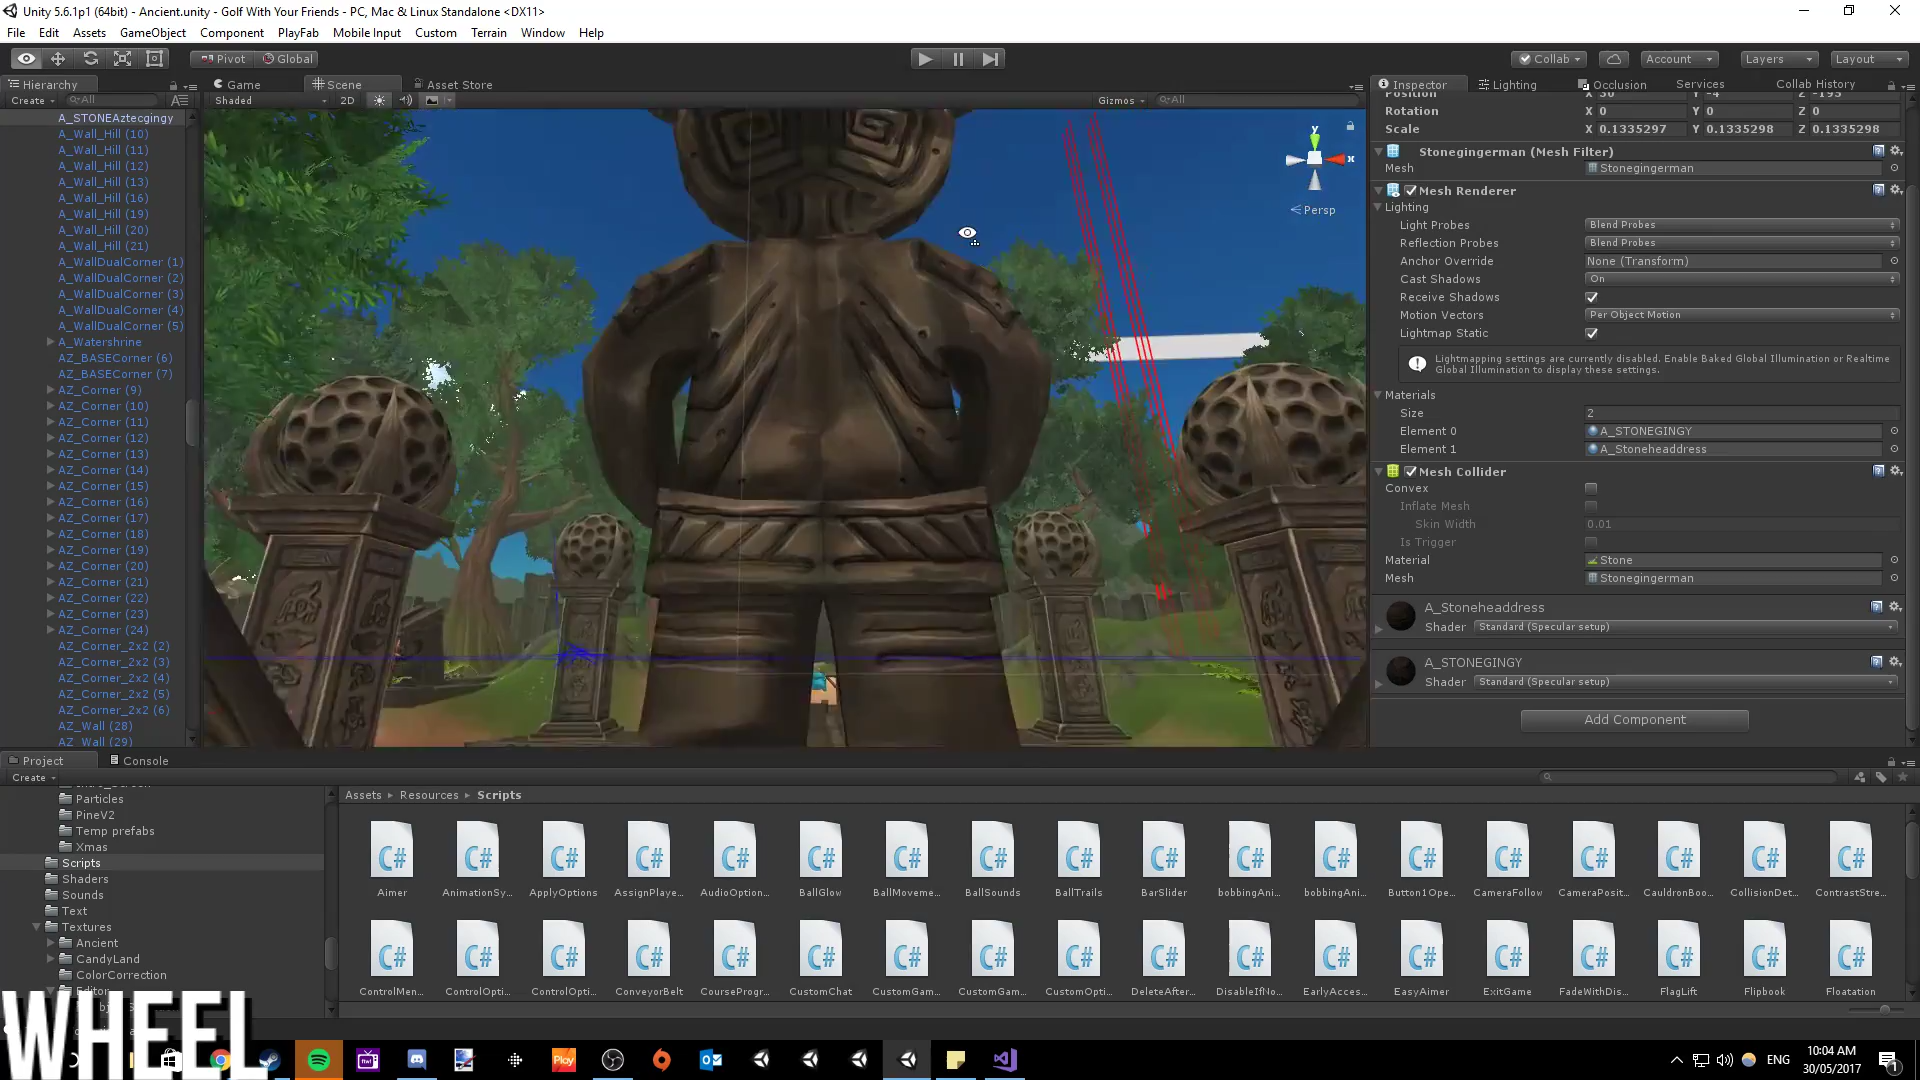 Unity 5.6.1p1 (64bit) - Ancient.unity - Golf With Your Friends - PC, Mac & Linux Standalone <DX11>
File Edit Assets GameObject Component PlayFab Mobile Input Custom Terrain Window Help
Pivot Global Collab Account Layers Layout
Hierarchy Game Scene Asset Store Inspector Lighting Occlusion Services Collab History
Create All Shaded 2D Gizmos All
A_STONEAztecgingy
A_Wall_Hill (10)
A_Wall_Hill (11)
A_Wall_Hill (12)
A_Wall_Hill (13)
A_Wall_Hill (16)
A_Wall_Hill (19)
A_Wall_Hill (20)
A_Wall_Hill (21)
A_WallDualCorner (1)
A_WallDualCorner (2)
A_WallDualCorner (3)
A_WallDualCorner (4)
A_WallDualCorner (5)
A_Watershrine
AZ_BASECorner (6)
AZ_BASECorner (7)
AZ_Corner (9)
AZ_Corner (10)
AZ_Corner (11)
AZ_Corner (12)
AZ_Corner (13)
AZ_Corner (14)
AZ_Corner (15)
AZ_Corner (16)
AZ_Corner (17)
AZ_Corner (18)
AZ_Corner (19)
AZ_Corner (20)
AZ_Corner (21)
AZ_Corner (22)
AZ_Corner (23)
AZ_Corner (24)
AZ_Corner_2x2 (2)
AZ_Corner_2x2 (3)
AZ_Corner_2x2 (4)
AZ_Corner_2x2 (5)
AZ_Corner_2x2 (6)
AZ_Wall (28)
AZ_Wall (29)
y
x
Persp
Position X 30 Y -4 Z -195
Rotation X 0 Y 0 Z 0
Scale X 0.1335297 Y 0.1335298 Z 0.1335298
Stonegingerman (Mesh Filter)
Mesh Stonegingerman
Mesh Renderer
Lighting
Light Probes Blend Probes
Reflection Probes Blend Probes
Anchor Override None (Transform)
Cast Shadows On
Receive Shadows
Motion Vectors Per Object Motion
Lightmap Static
Lightmapping settings are currently disabled. Enable Baked Global Illumination or Realtime
Global Illumination to display these settings.
Materials
Size 2
Element 0 A_STONEGINGY
Element 1 A_Stoneheaddress
Mesh Collider
Convex
Inflate Mesh
Skin Width 0.01
Is Trigger
Material Stone
Mesh Stonegingerman
A_Stoneheaddress
Shader Standard (Specular setup)
A_STONEGINGY
Shader Standard (Specular setup)
Add Component
Project Console
Create
Particles
PineV2
Temp prefabs
Xmas
Scripts
Shaders
Sounds
Text
Textures
Ancient
CandyLand
ColorCorrection
Assets Resources Scripts
C# C# C# C# C# C# C# C# C# C# C# C# C# C# C# C# C# C#
Aimer AnimationSy... ApplyOptions AssignPlaye... AudioOption... BallGlow BallMoveme... BallSounds BallTrails BarSlider bobbingAni... bobbingAni... Button1Ope... CameraFollow CameraPosit... CauldronBoo... CollisionDet... ContrastStre...
C# C# C# C# C# C# C# C# C# C# C# C# C# C# C# C# C# C#
ControlMen... ControlOpti... ControlOpti... ConveyorBelt CourseProgr... CustomChat CustomGam... CustomGam... CustomOpti... DeleteAfter... DisableIfNo... EarlyAcces... EasyAimer ExitGame FadeWithDis... FlagLift Flipbook Floatation
WHEEL
Play
ENG
10:04 AM
30/05/2017
1